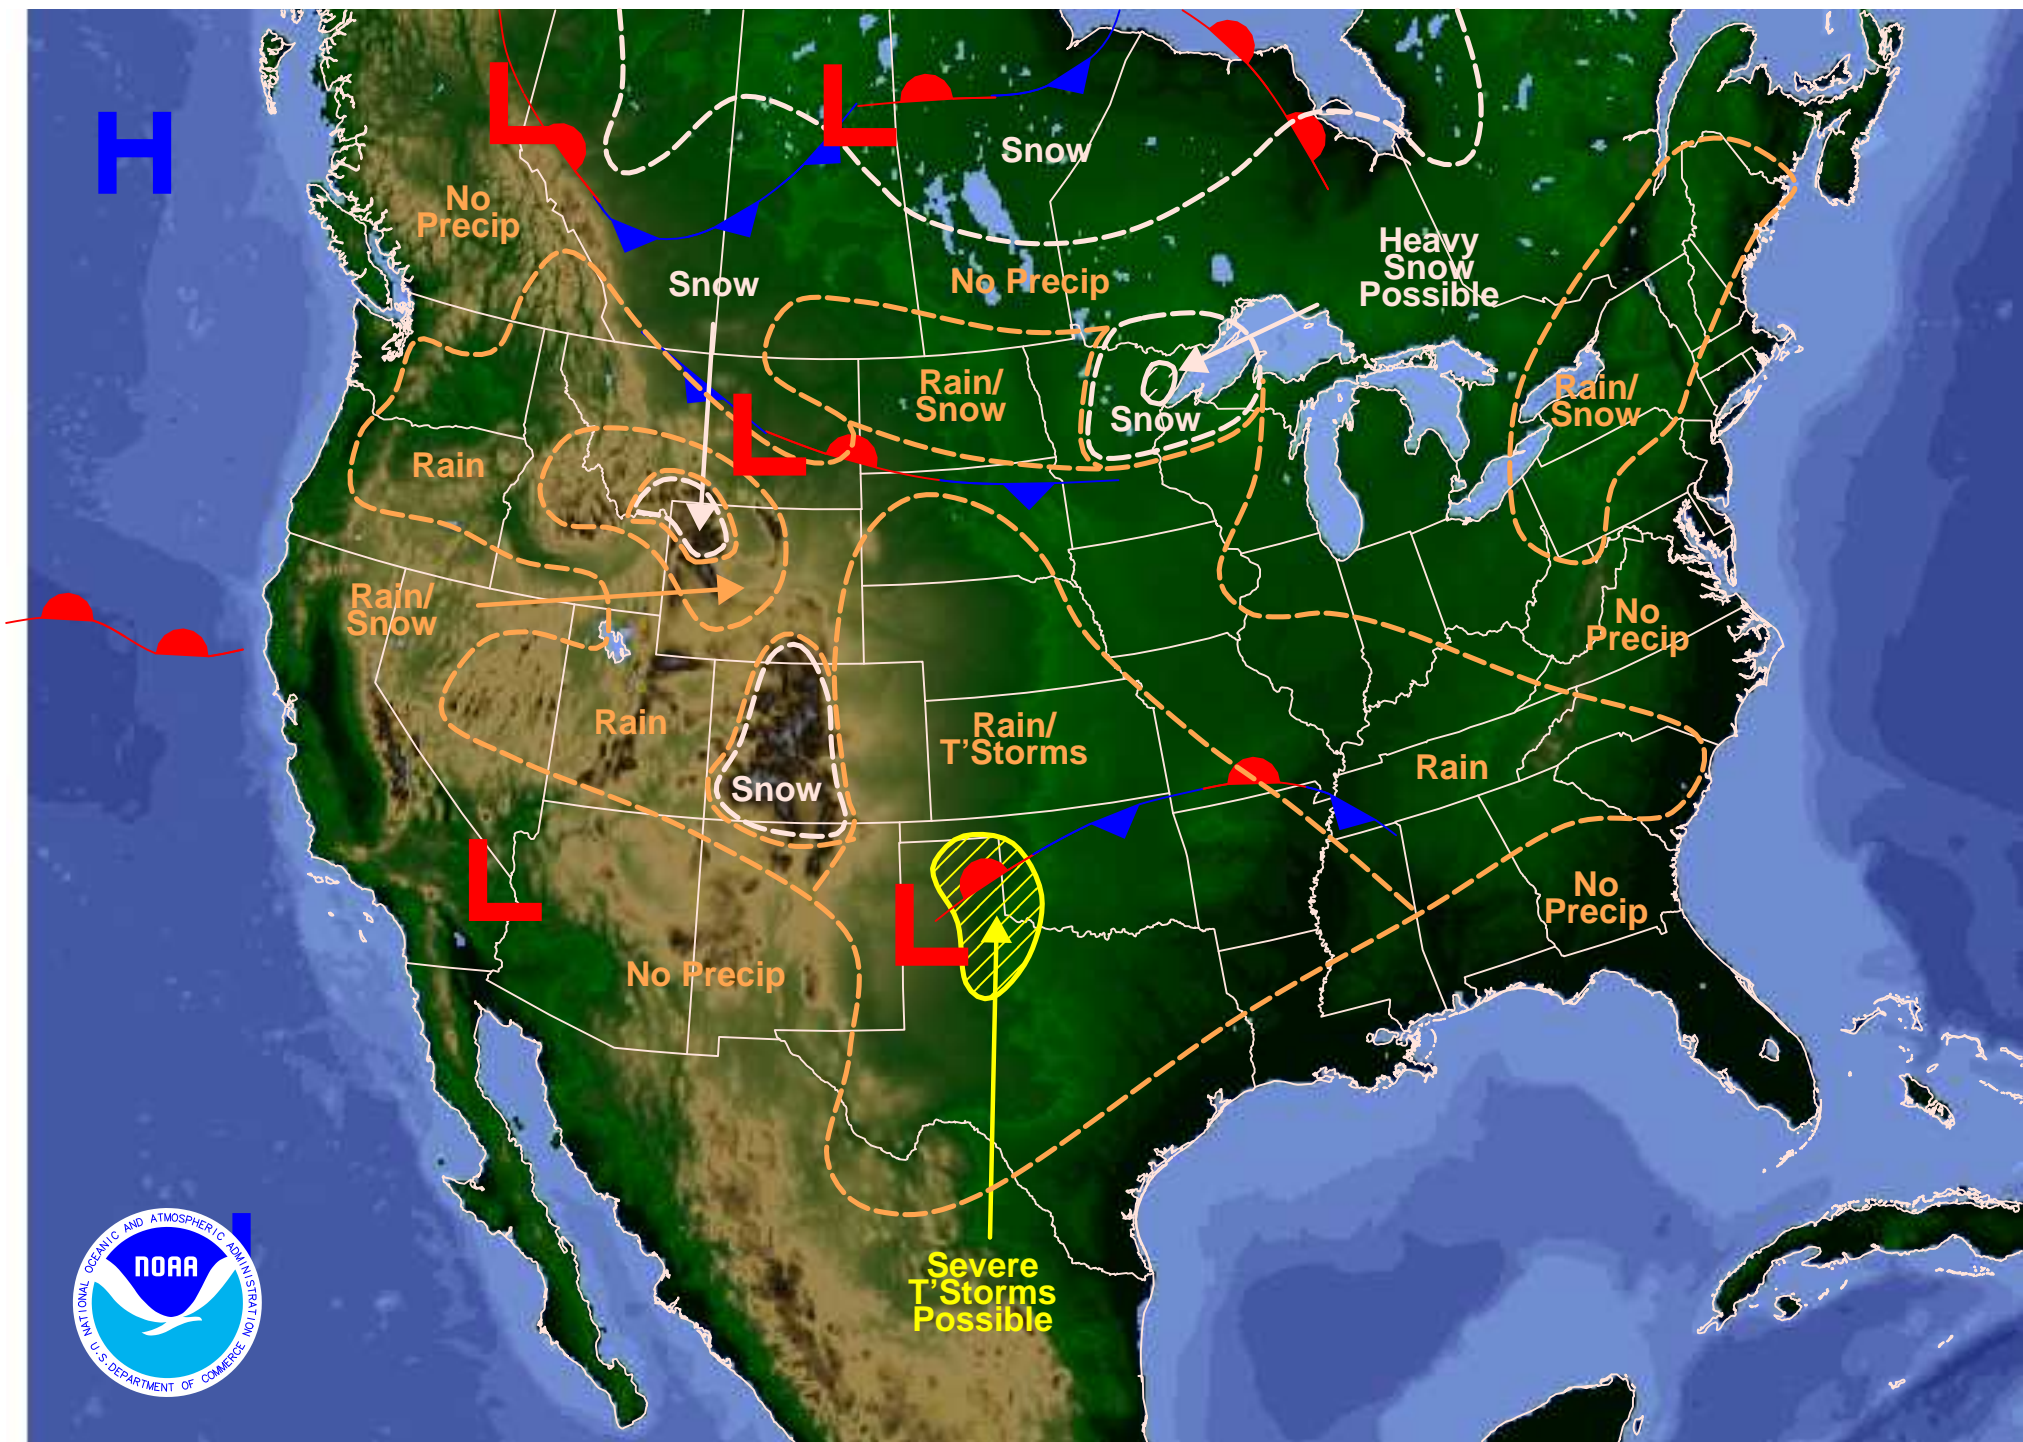 H
L
L
No
Precip
Snow
Snow
No Precip
Heavy
Snow
Possible
L
Rain/
Snow
Snow
Rain/
Snow
Rain
Rain/
Snow
No
Precip
Rain
Rain/
T'Storms
Rain
Snow
L
L
No
Precip
No Precip
Severe
T'Storms
Possible
NATIONAL OCEANIC AND ATMOSPHERIC ADMINISTRATION
NOAA
U.S. DEPARTMENT OF COMMERCE